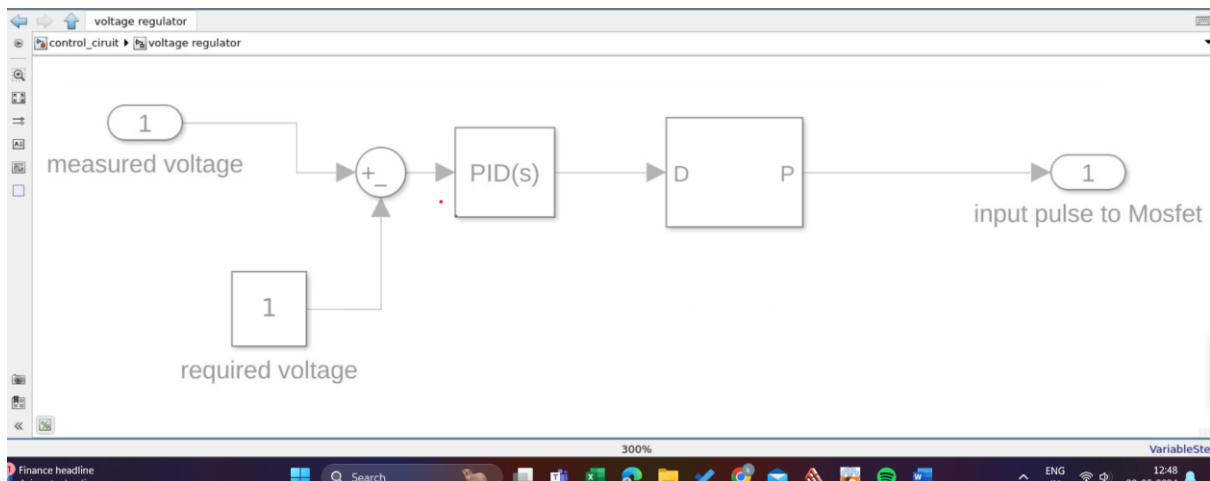 voltage regulator
control_ciruit voltage regulator
1
measured voltage
+
−
PID(s)
D P
1
input pulse to Mosfet
1
required voltage
300%
VariableSte
Finance headline
Search
ENG
12:48